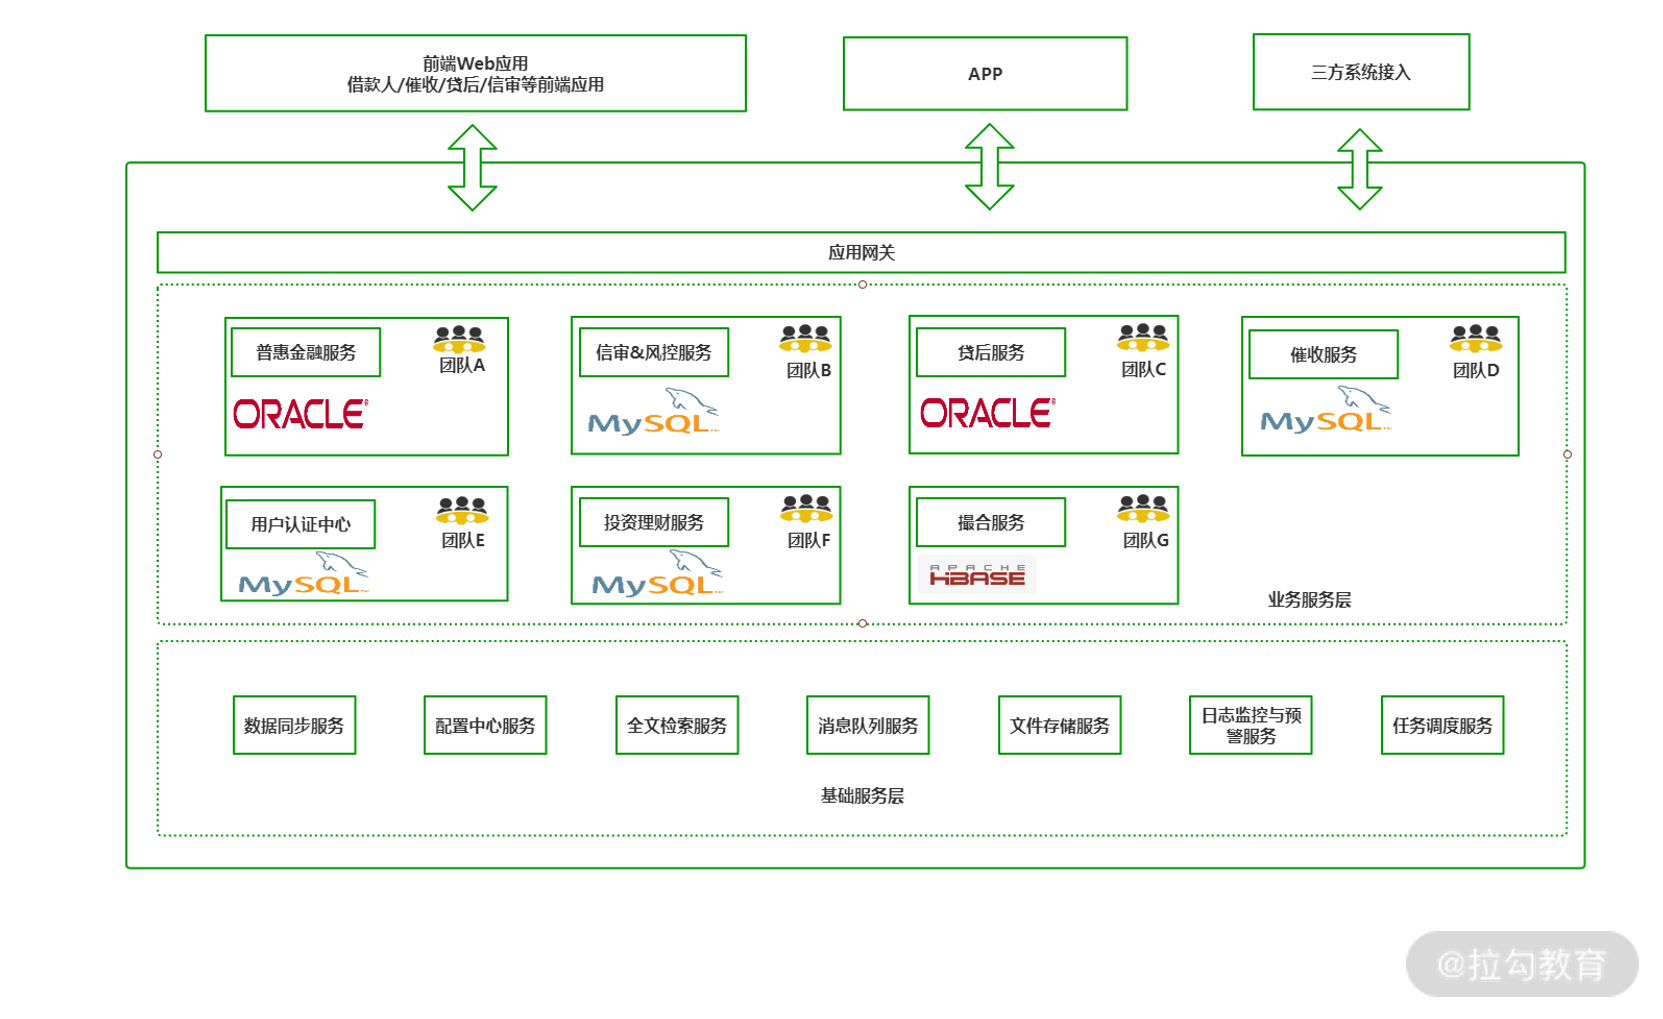 前端Web应用
借款人/催收/贷后/信审等前端应用
APP
三方系统接入
应用网关
普惠金融服务
团队A
ORACLE
信审&风控服务
团队B
MySQL
贷后服务
团队C
ORACLE
催收服务
团队D
MySQL
用户认证中心
团队E
MySQL
投资理财服务
团队F
MySQL
撮合服务
团队G
APACHE
HBASE
业务服务层
数据同步服务
配置中心服务
全文检索服务
消息队列服务
文件存储服务
日志监控与预
警服务
任务调度服务
基础服务层
@拉勾教育